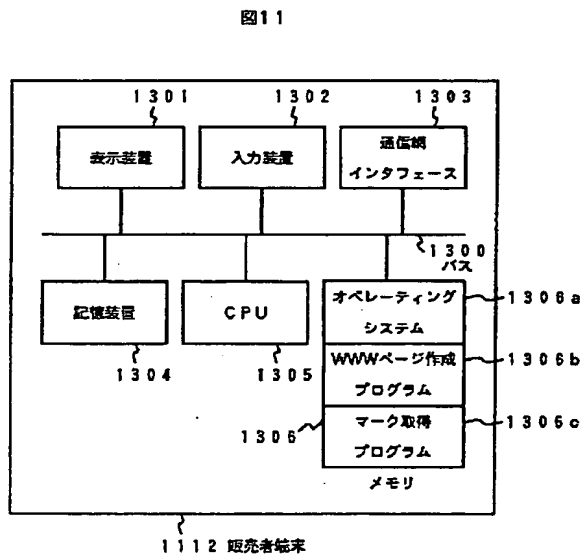 図11
1301
1302
1303
表示装置
入力装置
通信網
インタフェース
1300
バス
記憶装置
CPU
オペレーティング
システム
1306a
WWWページ作成
プログラム
1306b
マーク取得
プログラム
1306c
1304
1305
1306
メモリ
1112 販売者端末